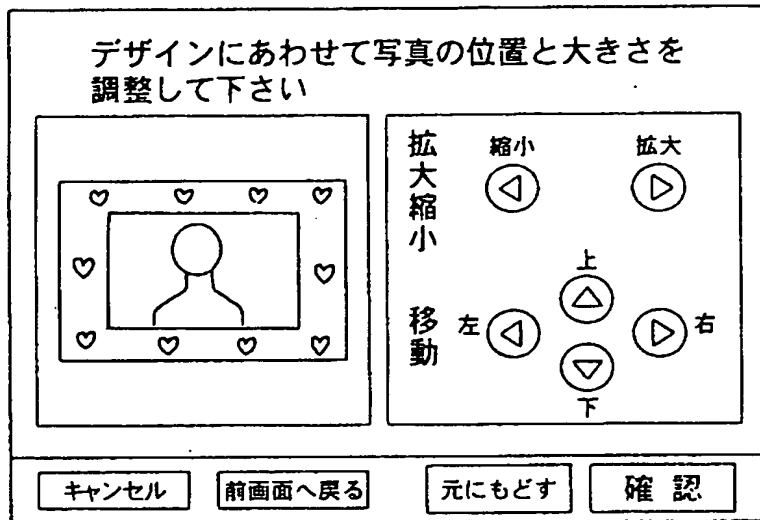 デザインにあわせて写真の位置と大きさを
調整して下さい
拡大縮小
縮小
拡大
移動
上
左
右
下
キャンセル
前画面へ戻る
元にもどす
確認